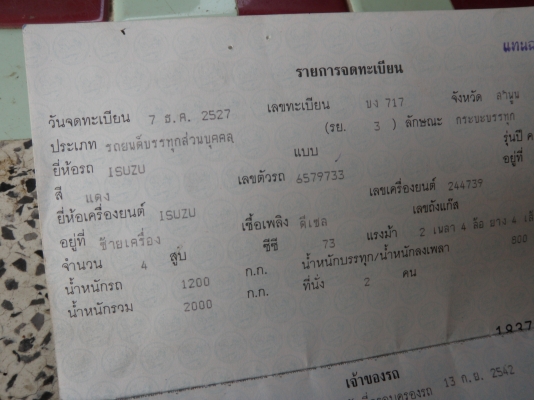 แทน
รายการจดทะเบียน
วันจดทะเบียน 7 ธ.ค. 2527 เลขทะเบียน บง 717 จังหวัด ลำพูน
ประเภท รถยนต์บรรทุกส่วนบุคคล (รย. 3 ) ลักษณะ กระบะบรรทุก
ยี่ห้อรถ ISUZU แบบ รุ่นปี ค
สี แดง เลขตัวรถ 6579733 อยู่ที่
ยี่ห้อเครื่องยนต์ ISUZU เลขเครื่องยนต์ 244739
อยู่ที่ ซ้ายเครื่อง เชื้อเพลิง ดีเซล เลขถังแก๊ส
จำนวน 4 สูบ ซีซี 73 แรงม้า 2 เพลา 4 ล้อ ยาง 4
น้ำหนักรถ 1200 ก.ก. น้ำหนักบรรทุก/น้ำหนักลงเพลา 800
น้ำหนักรวม 2000 ก.ก. ที่นั่ง 2 คน
เจ้าของรถ
13 ก.ย. 2542